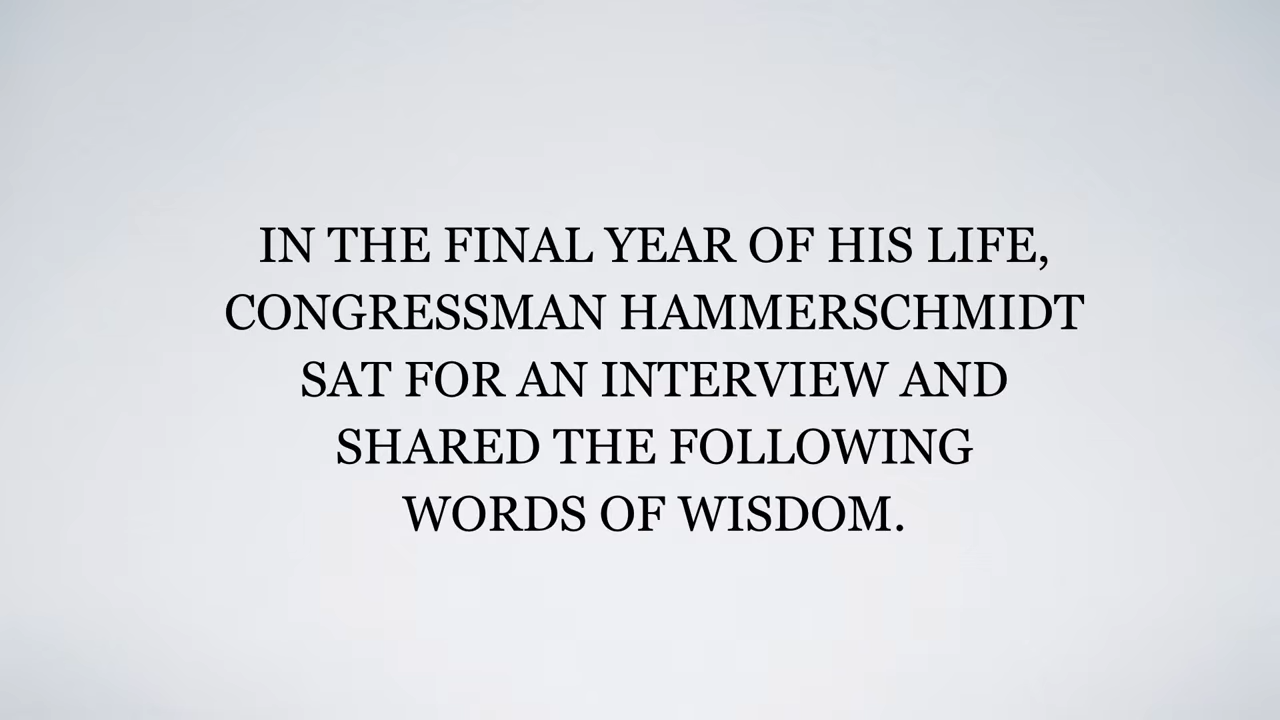 IN THE FINAL YEAR OF HIS LIFE,
CONGRESSMAN HAMMERSCHMIDT
SAT FOR AN INTERVIEW AND
SHARED THE FOLLOWING
WORDS OF WISDOM.